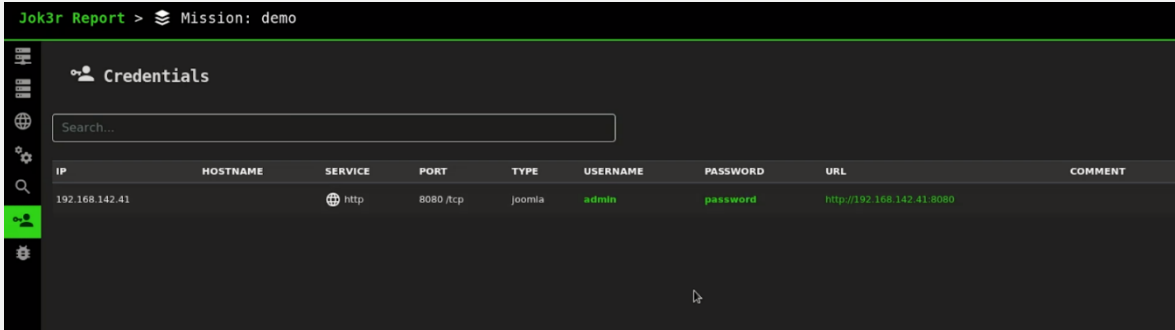 Jok3r Report > Mission: demo
Credentials
Search...
IP HOSTNAME SERVICE PORT TYPE USERNAME PASSWORD URL COMMENT
192.168.142.41 http 8080 /tcp joomla admin password http://192.168.142.41:8080